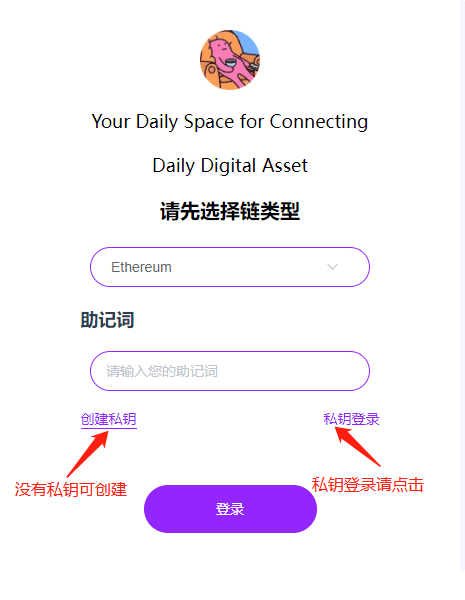 Your Daily Space for Connecting
Daily Digital Asset
请先选择链类型
Ethereum
助记词
请输入您的助记词
创建私钥
私钥登录
没有私钥可创建
私钥登录请点击
登录